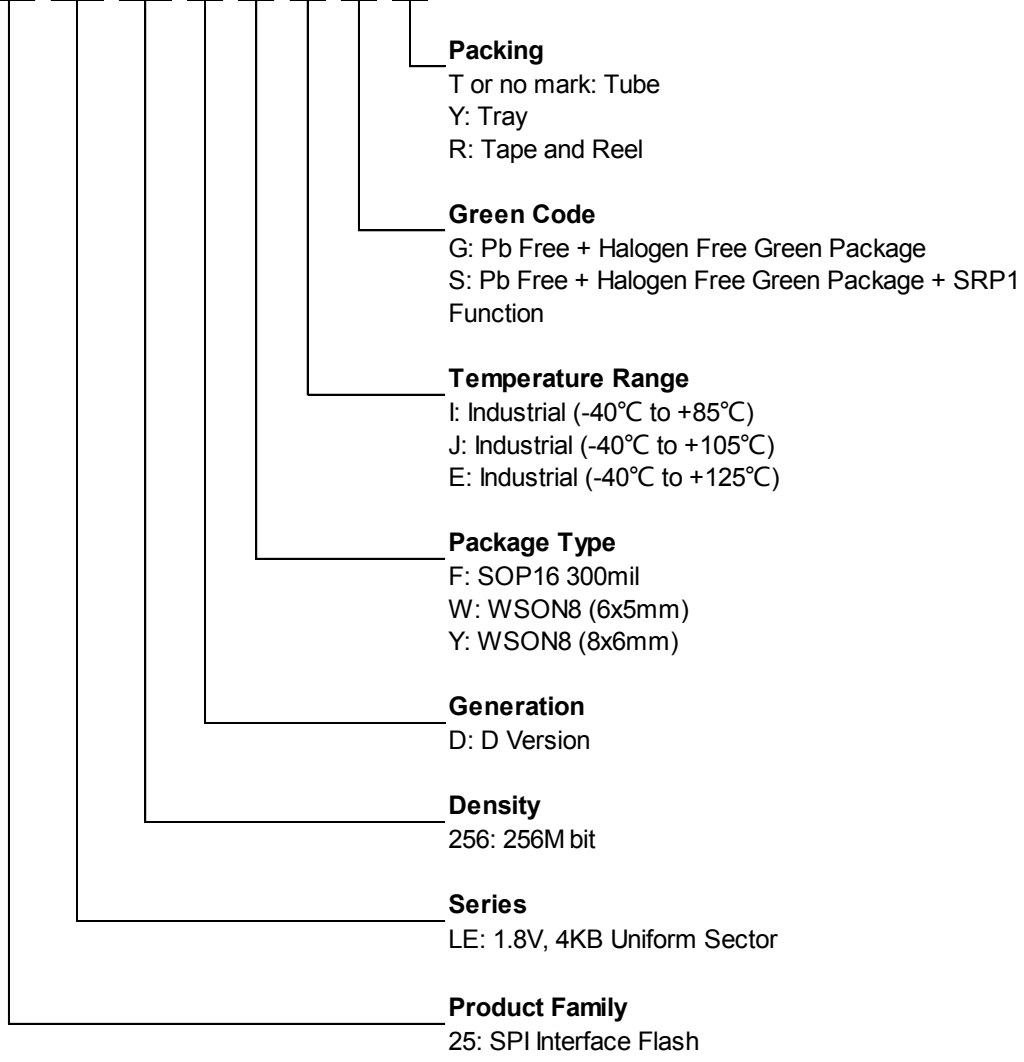 Packing
T or no mark: Tube
Y: Tray
R: Tape and Reel
Green Code
G: Pb Free + Halogen Free Green Package
S: Pb Free + Halogen Free Green Package + SRP1
Function
Temperature Range
I: Industrial (-40℃ to +85℃)
J: Industrial (-40℃ to +105℃)
E: Industrial (-40℃ to +125℃)
Package Type
F: SOP16 300mil
W: WSON8 (6x5mm)
Y: WSON8 (8x6mm)
Generation
D: D Version
Density
256: 256M bit
Series
LE: 1.8V, 4KB Uniform Sector
Product Family
25: SPI Interface Flash